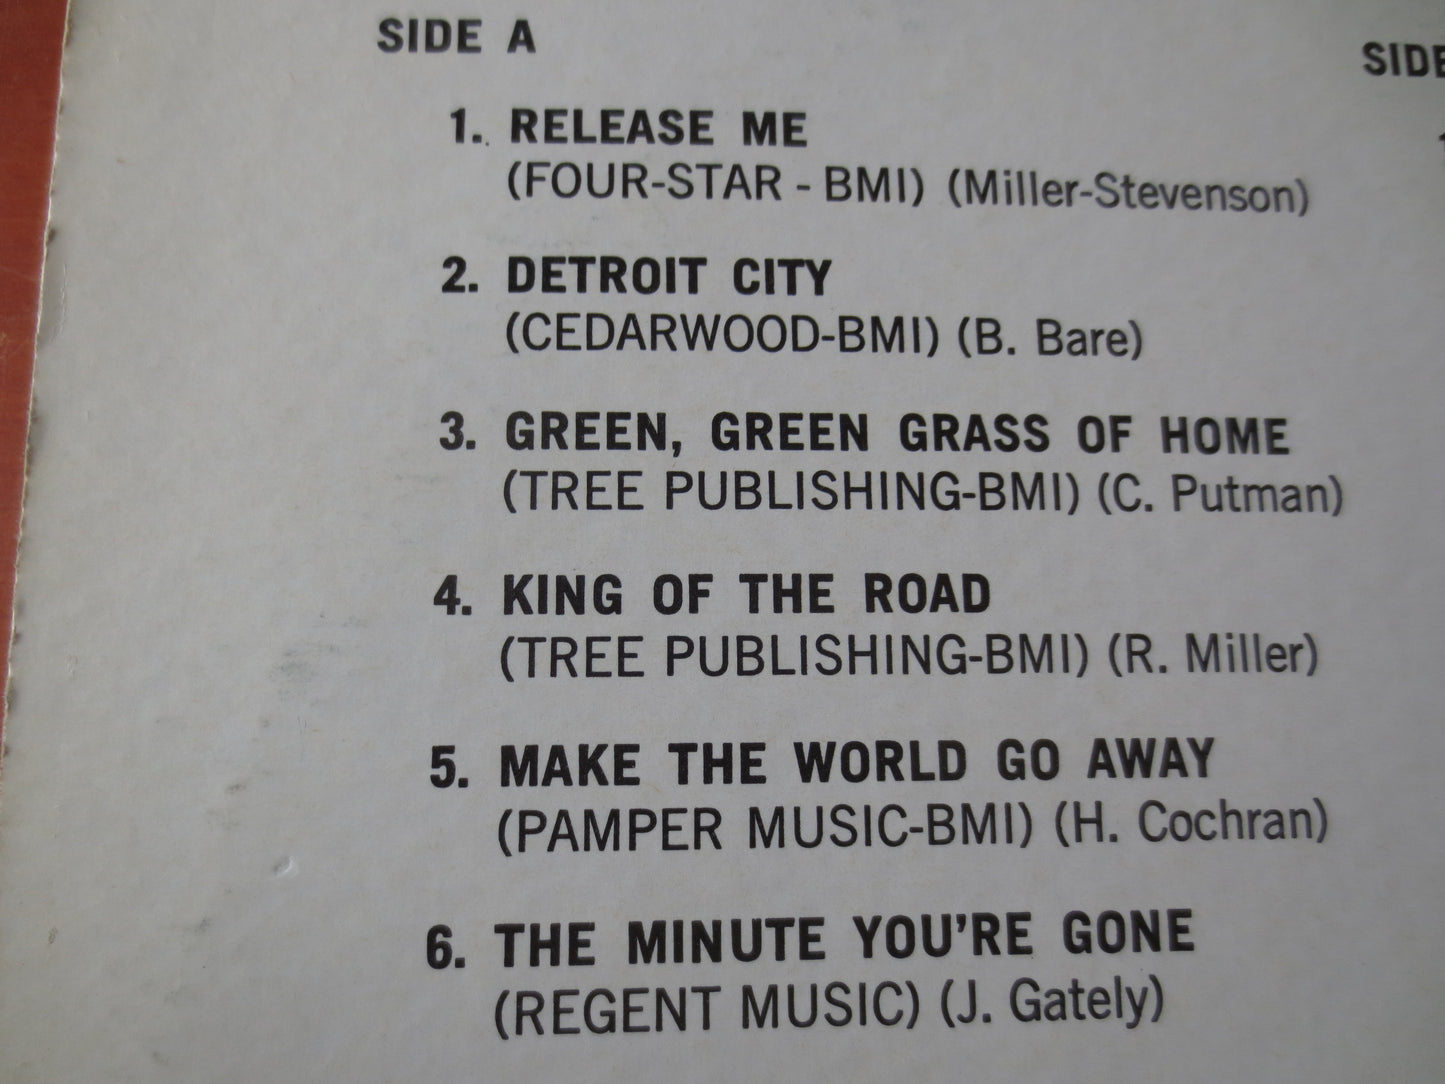 SIDE A
1. RELEASE ME
(FOUR-STAR - BMI) (Miller-Stevenson)
2. DETROIT CITY
(CEDARWOOD-BMI) (B. Bare)
3. GREEN, GREEN GRASS OF HOME
(TREE PUBLISHING-BMI) (C. Putman)
4. KING OF THE ROAD
(TREE PUBLISHING-BMI) (R. Miller)
5. MAKE THE WORLD GO AWAY
(PAMPER MUSIC-BMI) (H. Cochran)
6. THE MINUTE YOU'RE GONE
(REGENT MUSIC) (J. Gately)
SIDE